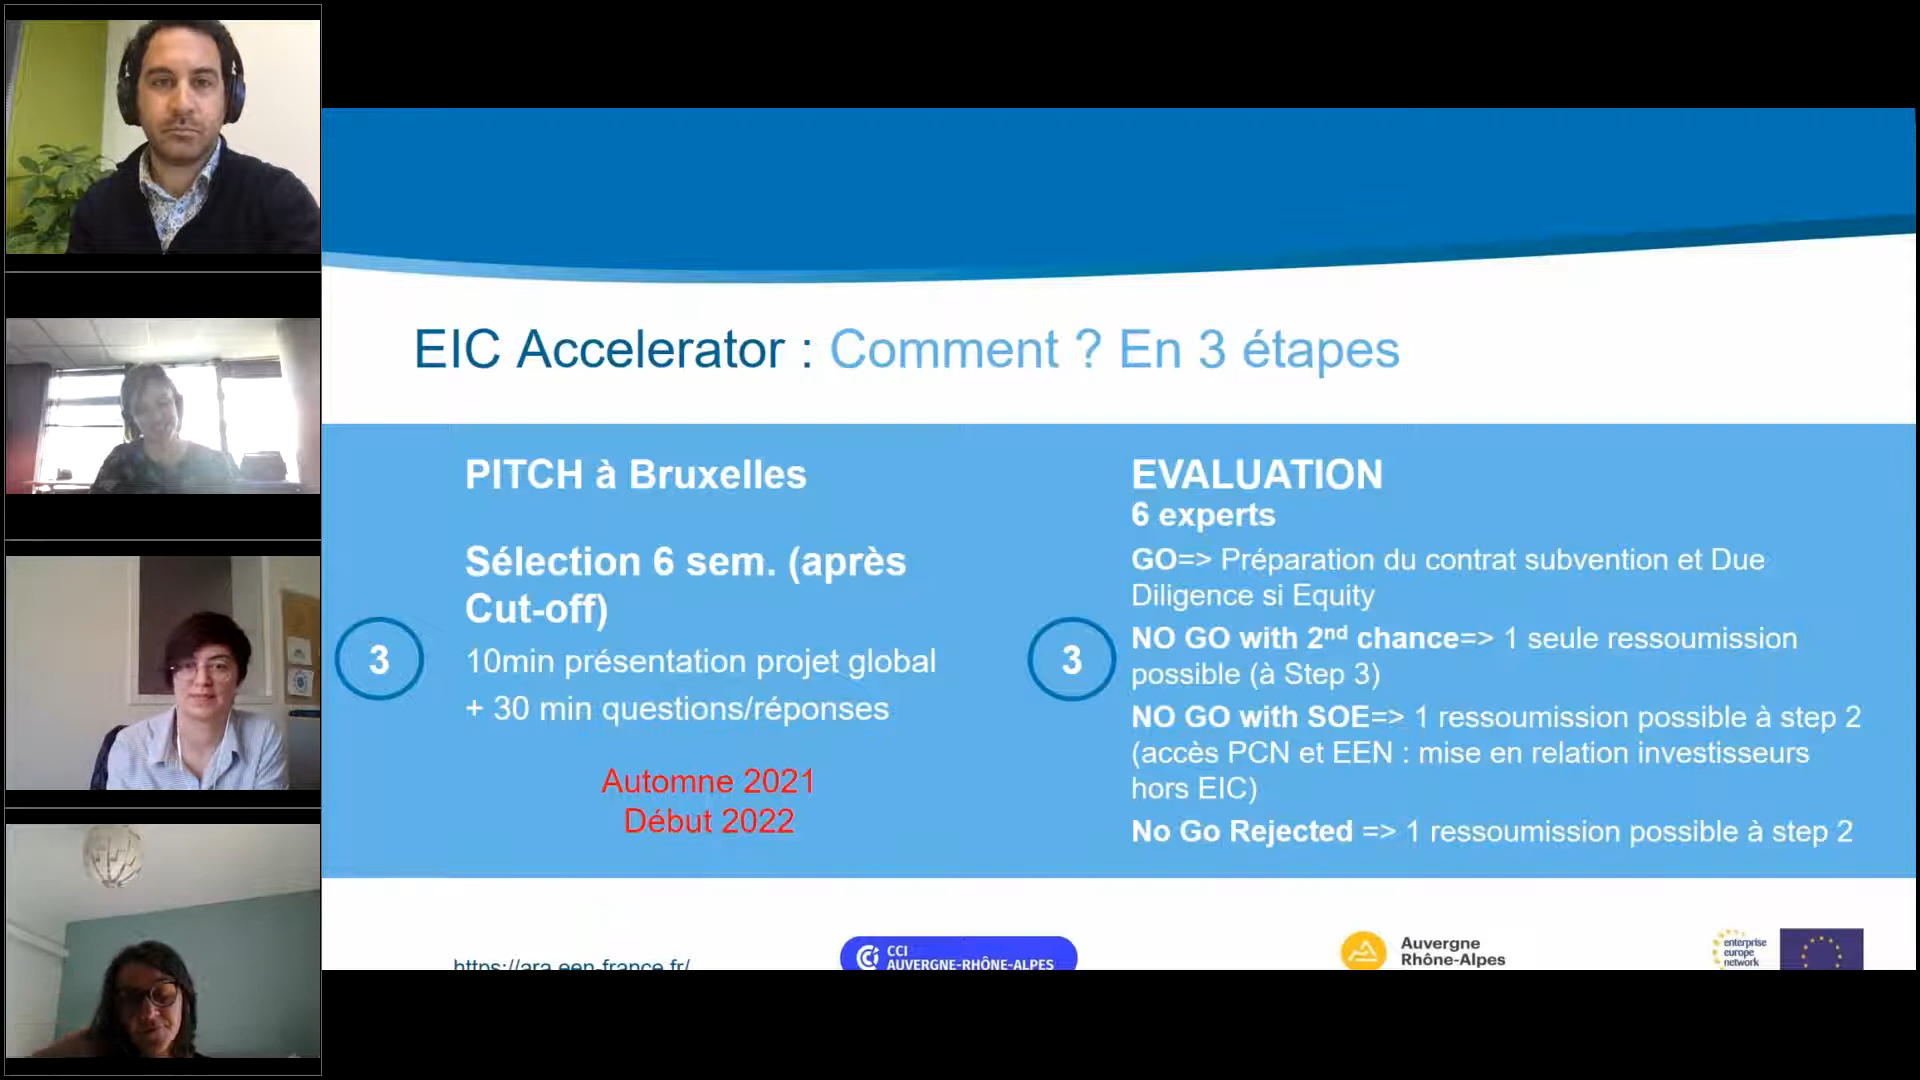 EIC Accelerator : Comment ? En 3 étapes
PITCH à Bruxelles
Sélection 6 sem. (après
Cut-off)
3
10min présentation projet global
+ 30 min questions/réponses
Automne 2021
Début 2022
EVALUATION
6 experts
GO=> Préparation du contrat subvention et Due
Diligence si Equity
3
NO GO with 2nd chance=> 1 seule ressoumission
possible (à Step 3)
NO GO with SOE=> 1 ressoumission possible à step 2
(accès PCN et EEN : mise en relation investisseurs
hors EIC)
No Go Rejected => 1 ressoumission possible à step 2
https://ara.een-france.fr/
CCI
AUVERGNE-RHÔNE-ALPES
Auvergne
Rhône-Alpes
enterprise
europe
network